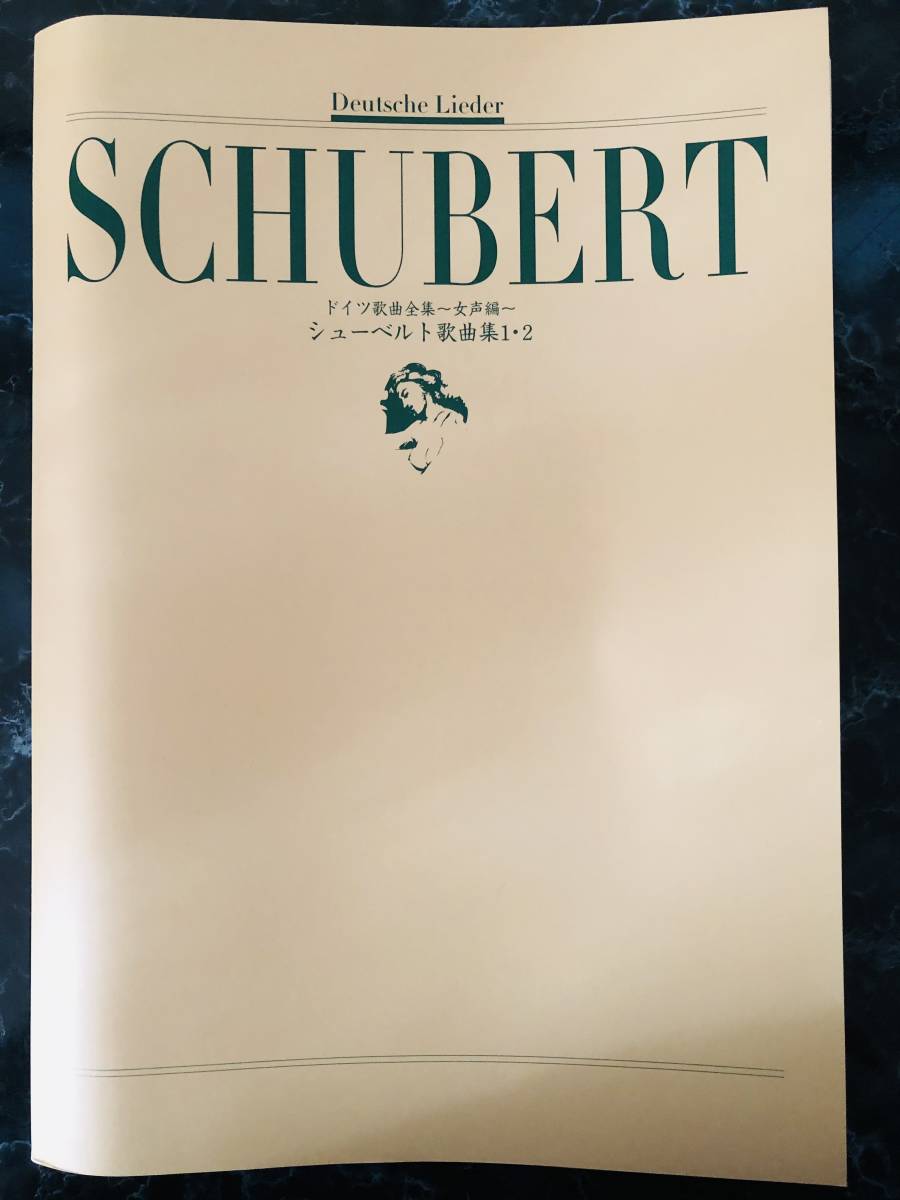 Deutsche Lieder
SCHUBERT
ドイツ歌曲全集～女声編～
シューベルト歌曲集1・2